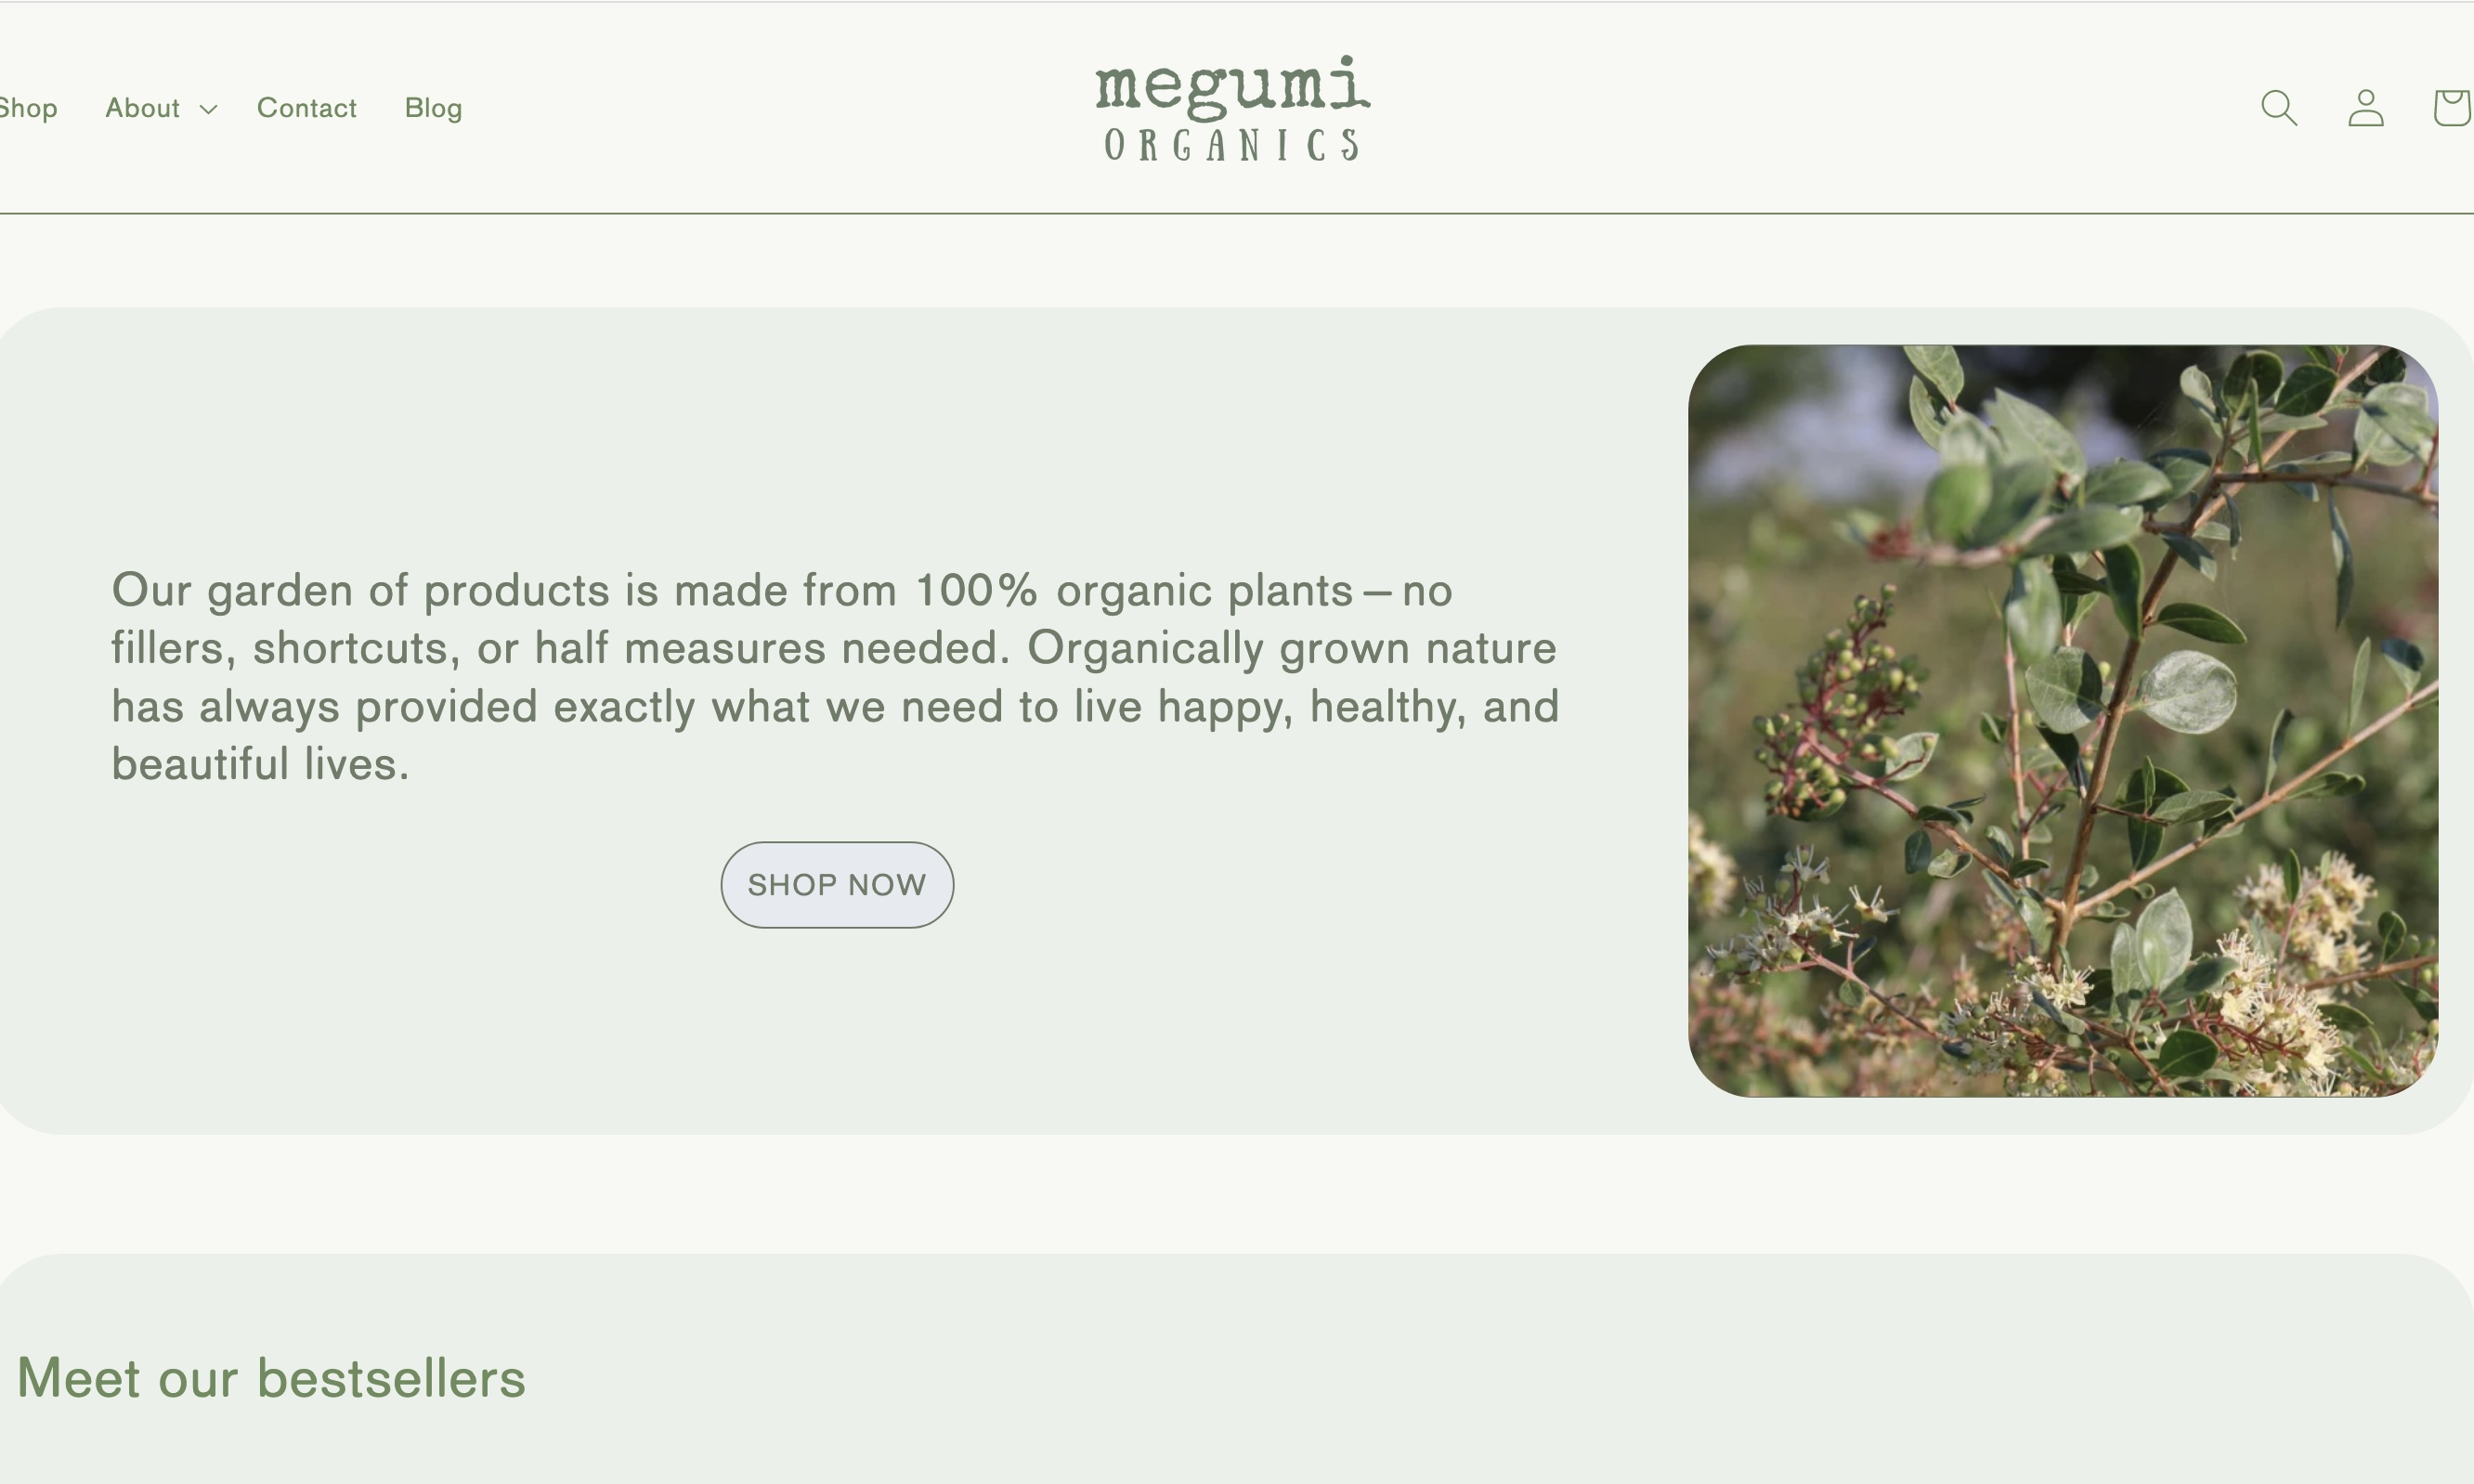 Shop About Contact Blog
megumi
ORGANICS
Our garden of products is made from 100% organic plants—no
fillers, shortcuts, or half measures needed. Organically grown nature
has always provided exactly what we need to live happy, healthy, and
beautiful lives.
SHOP NOW
Meet our bestsellers